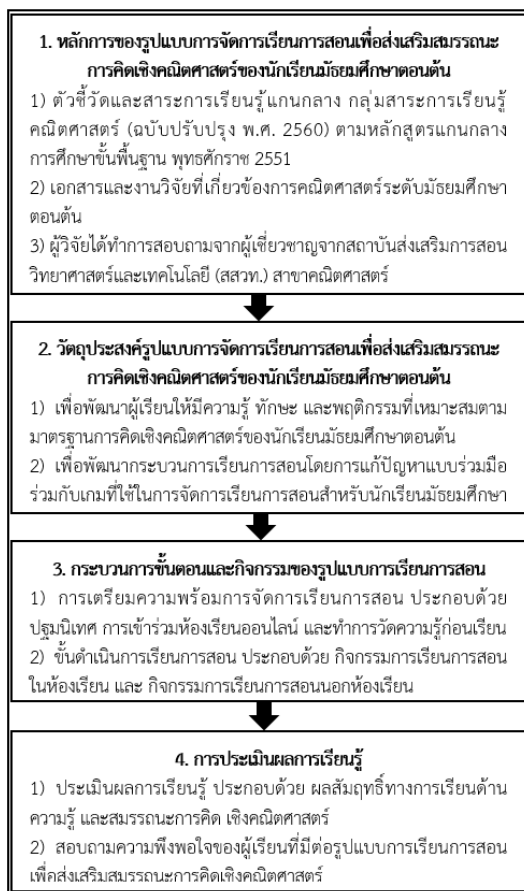 1. หลักการของรูปแบบการจัดการเรียนการสอนเพื่อส่งเสริมสมรรถนะ
การคิดเชิงคณิตศาสตร์ของนักเรียนมัธยมศึกษาตอนต้น
1) ตัวชี้วัดและสาระการเรียนรู้แกนกลาง กลุ่มสาระการเรียนรู้
คณิตศาสตร์ (ฉบับปรับปรุง พ.ศ. 2560) ตามหลักสูตรแกนกลาง
การศึกษาขั้นพื้นฐาน พุทธศักราช 2551
2) เอกสารและงานวิจัยที่เกี่ยวข้องการคณิตศาสตร์ระดับมัธยมศึกษา
ตอนต้น
3) ผู้วิจัยได้ทำการสอบถามจากผู้เชี่ยวชาญจากสถาบันส่งเสริมการสอน
วิทยาศาสตร์และเทคโนโลยี (สสวท.) สาขาคณิตศาสตร์
2. วัตถุประสงค์รูปแบบการจัดการเรียนการสอนเพื่อส่งเสริมสมรรถนะ
การคิดเชิงคณิตศาสตร์ของนักเรียนมัธยมศึกษาตอนต้น
1) เพื่อพัฒนาผู้เรียนให้มีความรู้ ทักษะ และพฤติกรรมที่เหมาะสมตาม
มาตรฐานการคิดเชิงคณิตศาสตร์ของนักเรียนมัธยมศึกษาตอนต้น
2) เพื่อพัฒนากระบวนการเรียนการสอนโดยการแก้ปัญหาแบบร่วมมือ
ร่วมกับเกมที่ใช้ในการจัดการเรียนการสอนสำหรับนักเรียนมัธยมศึกษา
3. กระบวนการขั้นตอนและกิจกรรมของรูปแบบการเรียนการสอน
1) การเตรียมความพร้อมการจัดการเรียนการสอน ประกอบด้วย
ปฐมนิเทศ การเข้าร่วมห้องเรียนออนไลน์ และทำการวัดความรู้ก่อนเรียน
2) ขั้นดำเนินการเรียนการสอน ประกอบด้วย กิจกรรมการเรียนการสอน
ในห้องเรียน และ กิจกรรมการเรียนการสอนนอกห้องเรียน
4. การประเมินผลการเรียนรู้
1) ประเมินผลการเรียนรู้ ประกอบด้วย ผลสัมฤทธิ์ทางการเรียนด้าน
ความรู้ และสมรรถนะการคิด เชิงคณิตศาสตร์
2) สอบถามความพึงพอใจของผู้เรียนที่มีต่อรูปแบบการเรียนการสอน
เพื่อส่งเสริมสมรรถนะการคิดเชิงคณิตศาสตร์